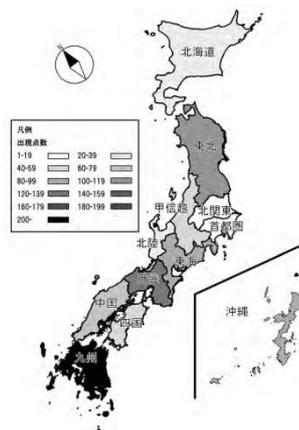 北海道
凡例
出現点数
1-19 20-39
40-59 60-79
80-99 100-119
120-139 140-159
160-179 180-199
200-
東北
甲信越
北関東
首都圏
北陸
東海
中国
四国
九州
沖縄